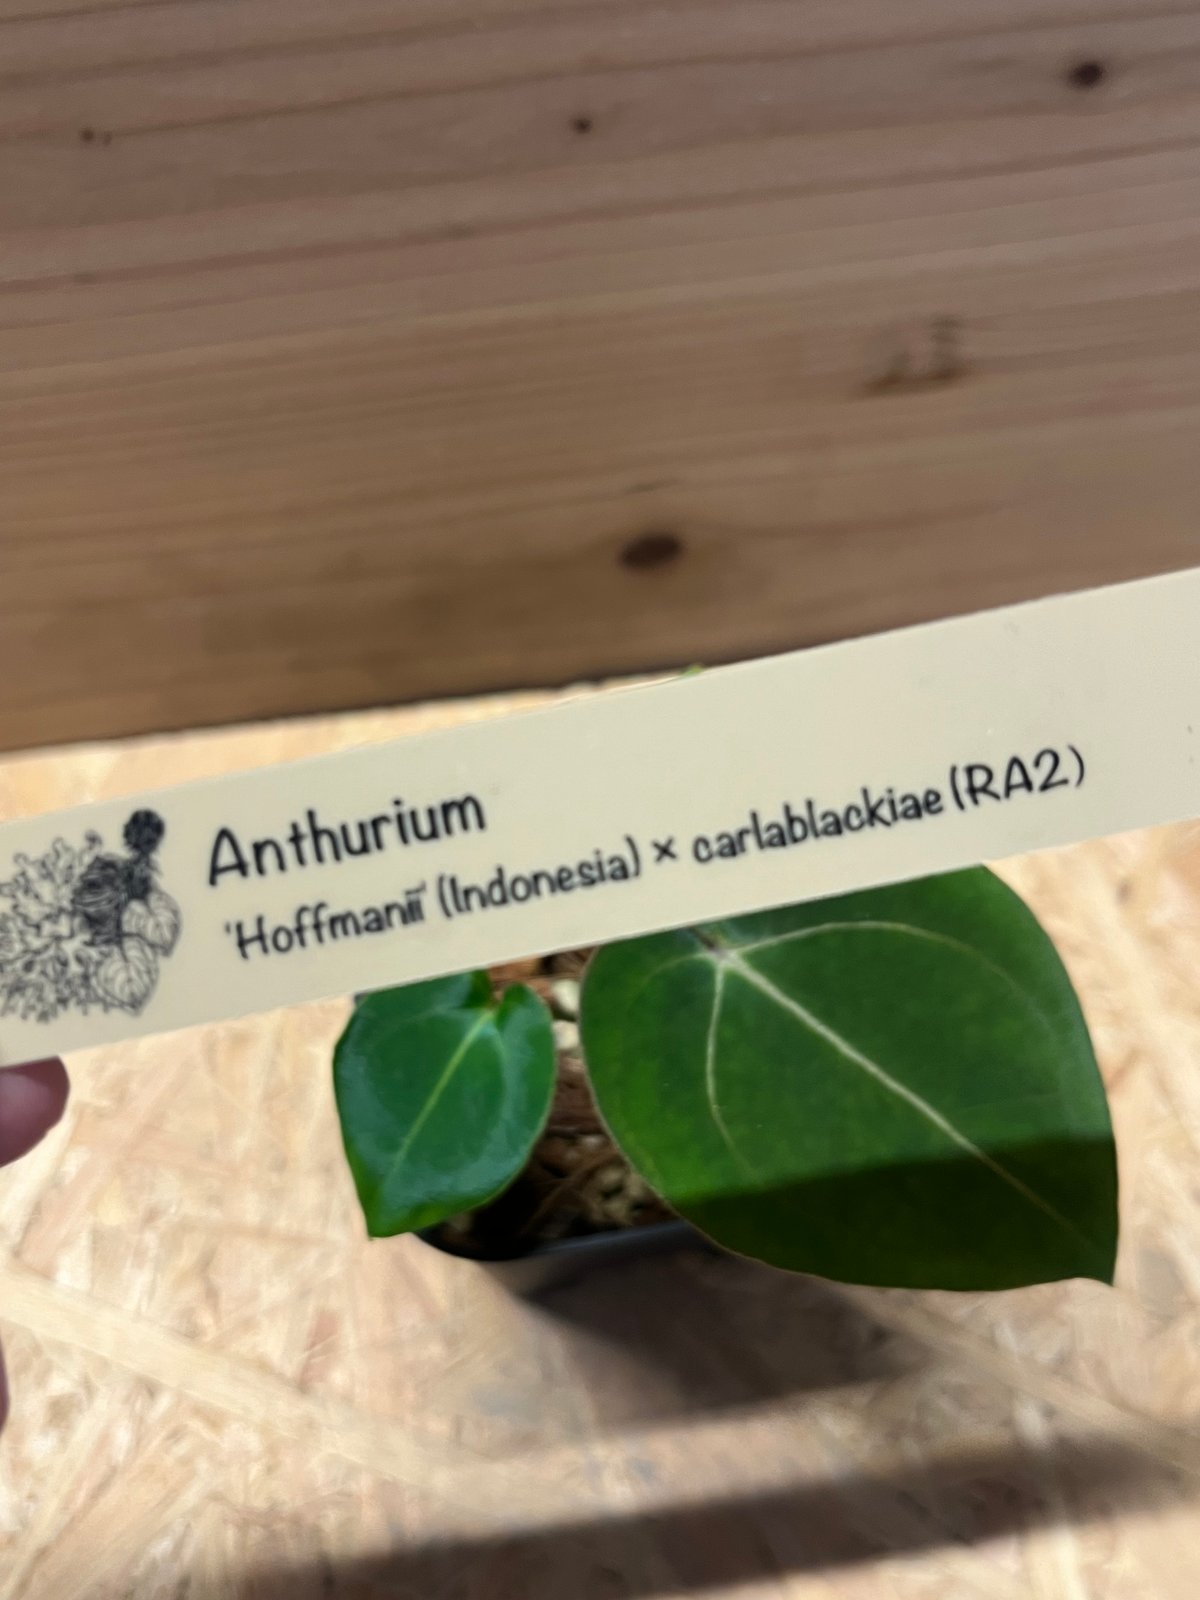 Anthurium
'Hoffmanii' (Indonesia) × carlablackiae (RA2)